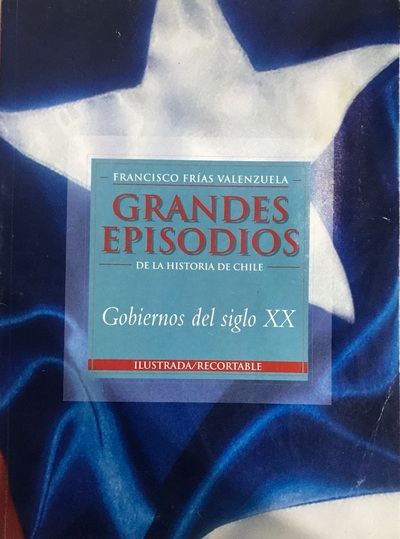 FRANCISCO FRÍAS VALENZUELA
GRANDES
EPISODIOS
DE LA HISTORIA DE CHILE
Gobiernos del siglo XX
ILUSTRADA/RECORTABLE